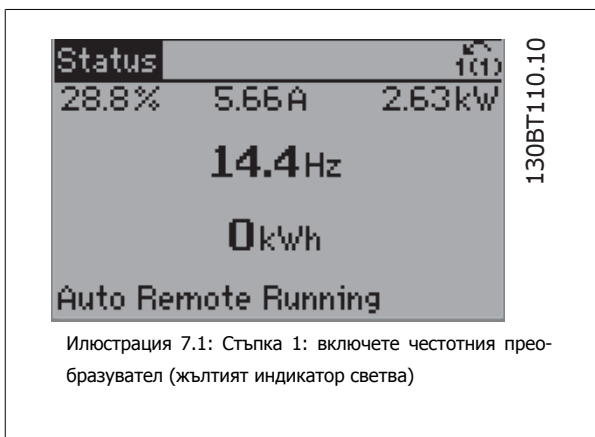 Status 1(1)
28.8% 5.66A 2.63kW
14.4Hz
0kWh
Auto Remote Running
130BT110.10
Илюстрация 7.1: Стъпка 1: включете честотния прео-
бразувател (жълтият индикатор светва)